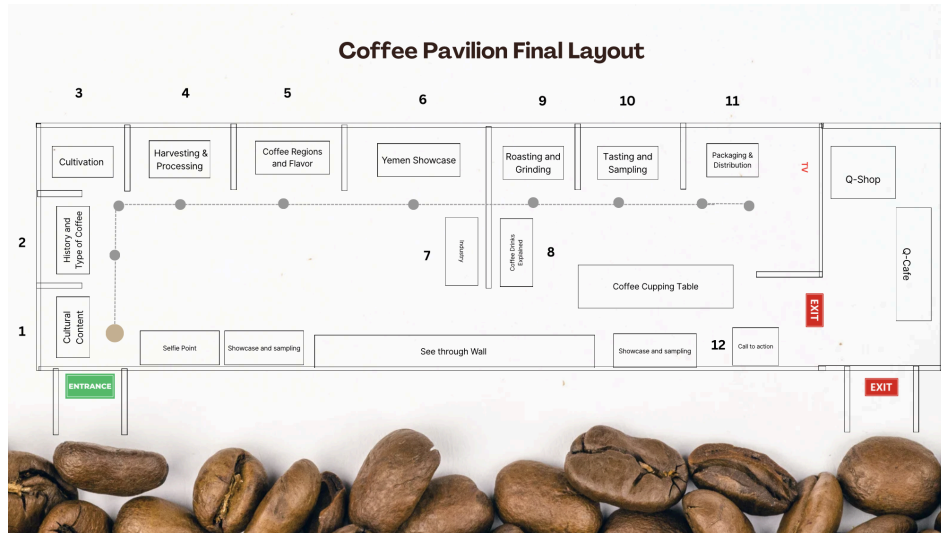 Coffee Pavilion Final Layout
3
4
5
6
9
10
11
Cultivation
Harvesting &
Processing
Coffee Regions
and Flavor
Yemen Showcase
Roasting and
Grinding
Tasting and
Sampling
Packaging &
Distribution
TV
Q-Shop
2
History and
Type of Coffee
7
Industry
Coffee Drinks
Explained
8
Q-Cafe
Coffee Cupping Table
EXIT
1
Cultural
Content
Selfie Point
Showcase and sampling
See through Wall
Showcase and sampling
12
Call to action
ENTRANCE
EXIT